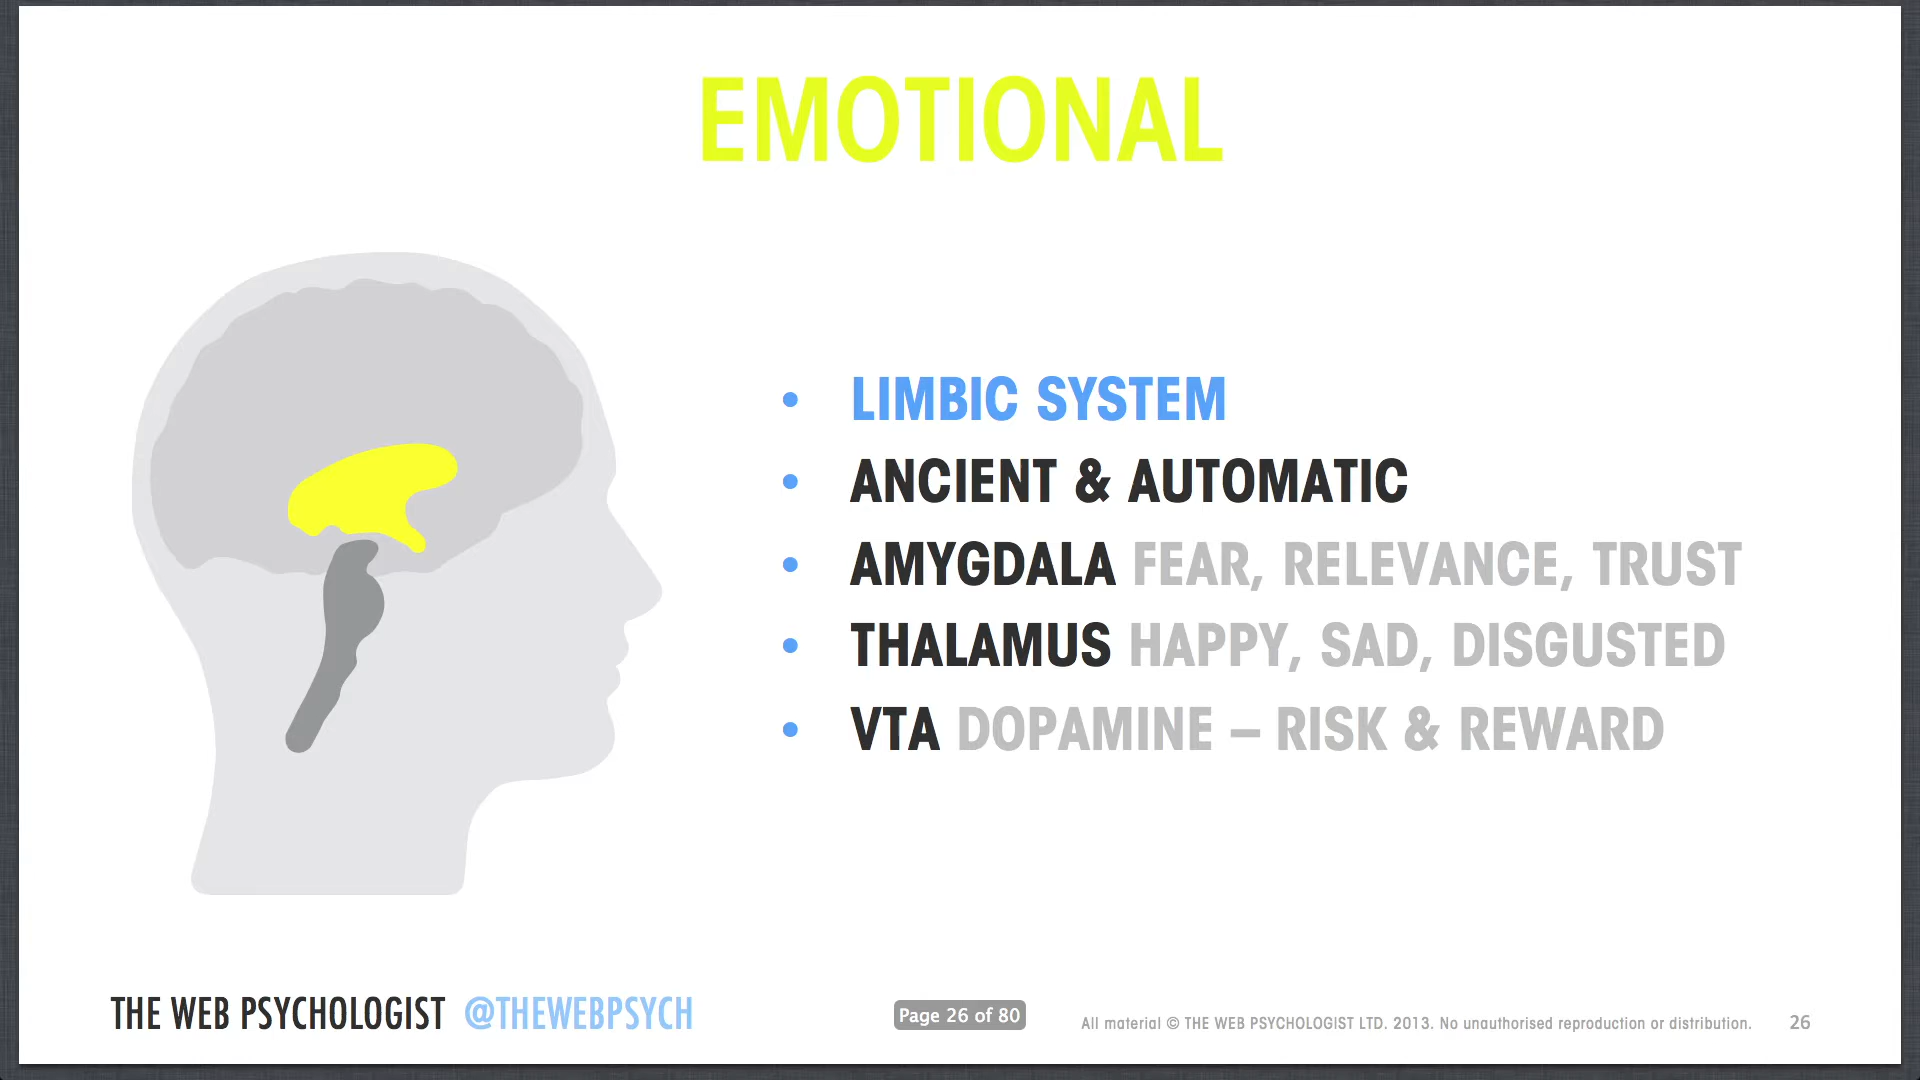 EMOTIONAL
• LIMBIC SYSTEM
• ANCIENT & AUTOMATIC
• AMYGDALA FEAR, RELEVANCE, TRUST
• THALAMUS HAPPY, SAD, DISGUSTED
• VTA DOPAMINE – RISK & REWARD
THE WEB PSYCHOLOGIST @THEWEBPSYCH
Page 26 of 80
All material © THE WEB PSYCHOLOGIST LTD. 2013. No unauthorised reproduction or distribution. 26